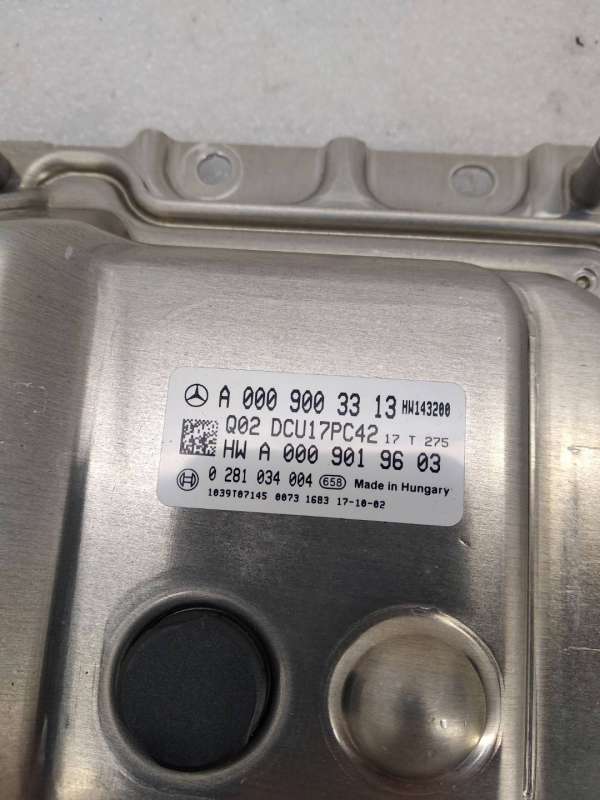 A 000 900 33 13 HW143200
Q02 DCU17PC42 17 T 275
HW A 000 901 96 03
0 281 034 004 658 Made in Hungary
1039T07145 0073 1683 17-10-02